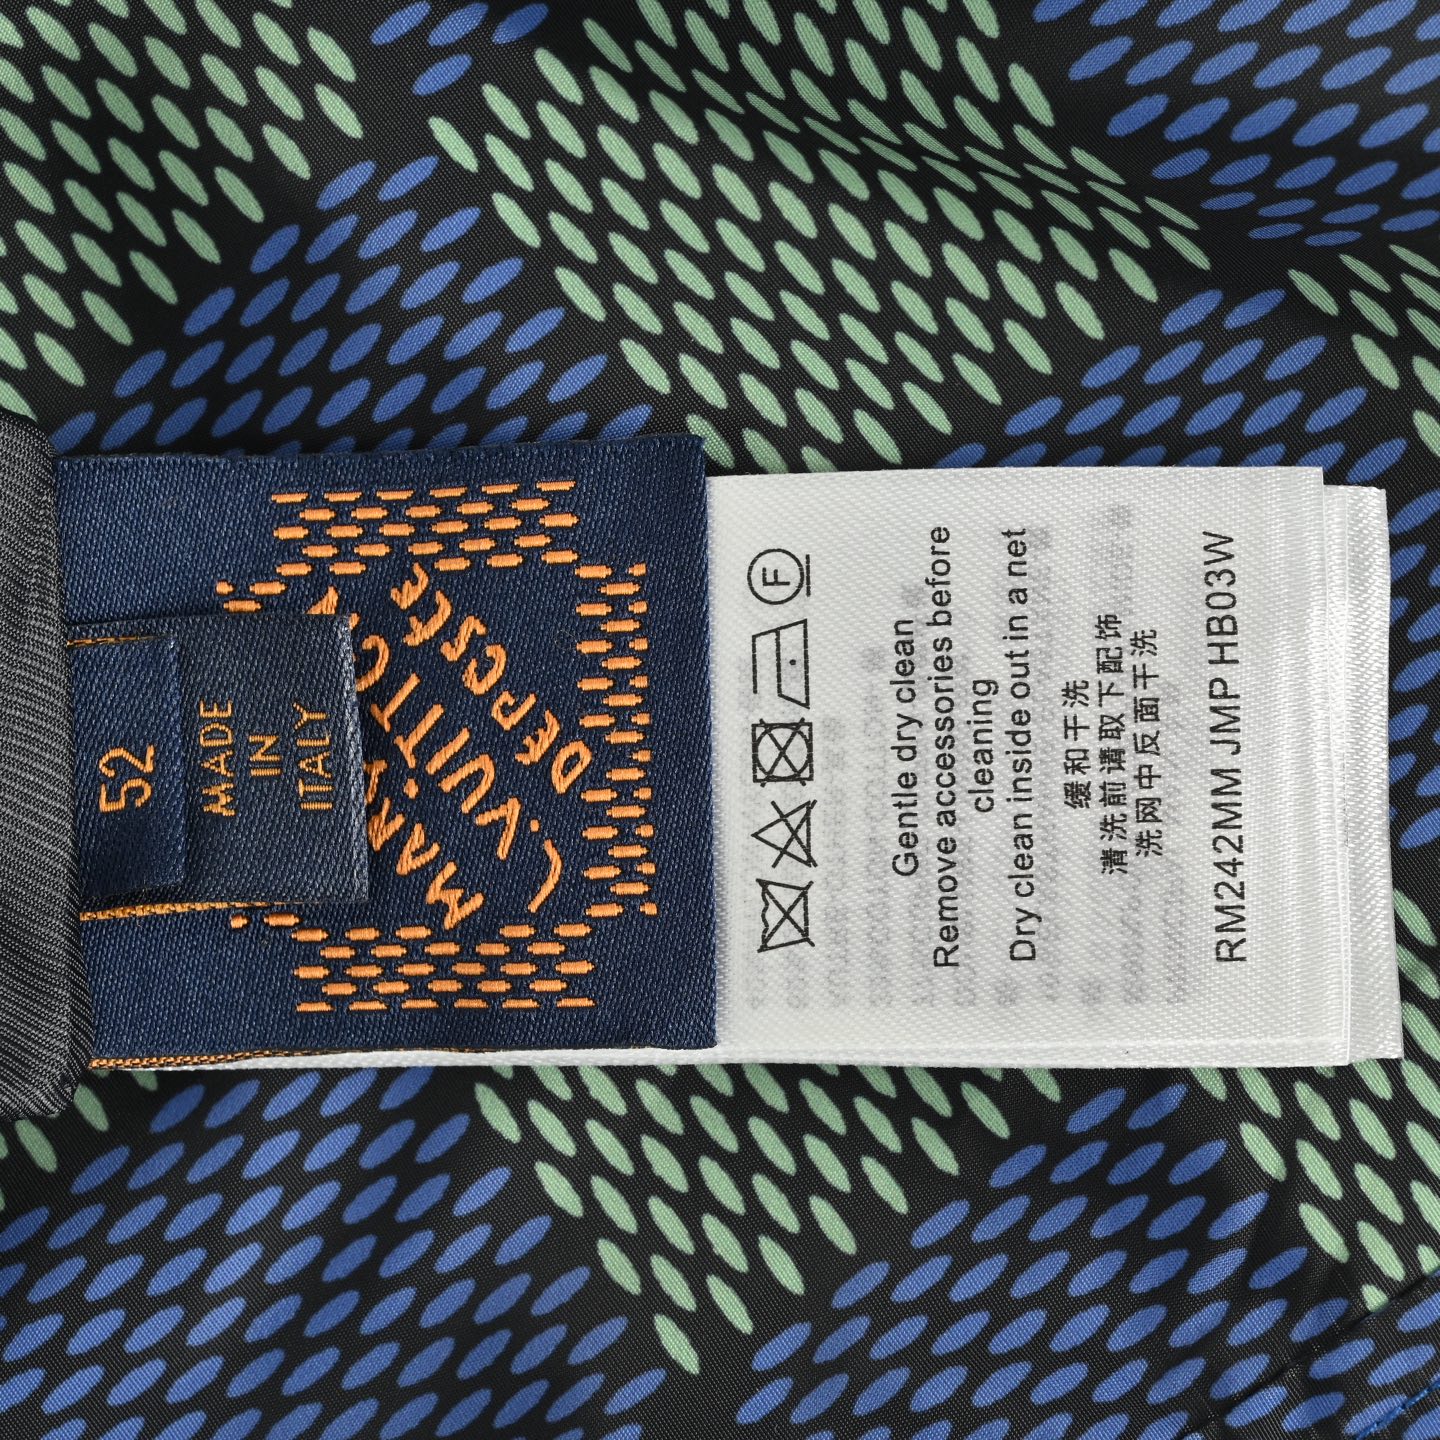 52
MADE
IN
ITALY
L.VUITTON
DÉPOSÉ
Gentle dry clean
Remove accessories before
cleaning
Dry clean inside out in a net
缓和干洗
清洗前请取下配饰
洗网中反面干洗
RM242MM JMP HB03W
F